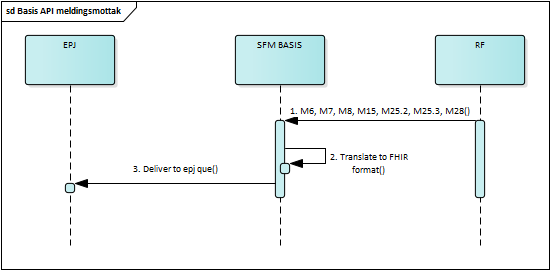 sd Basis API meldingsmottak
EPJ
SFM BASIS
RF
1. M6, M7, M8, M15, M25.2, M25.3, M28()
2. Translate to FHIR
format()
3. Deliver to epj que()